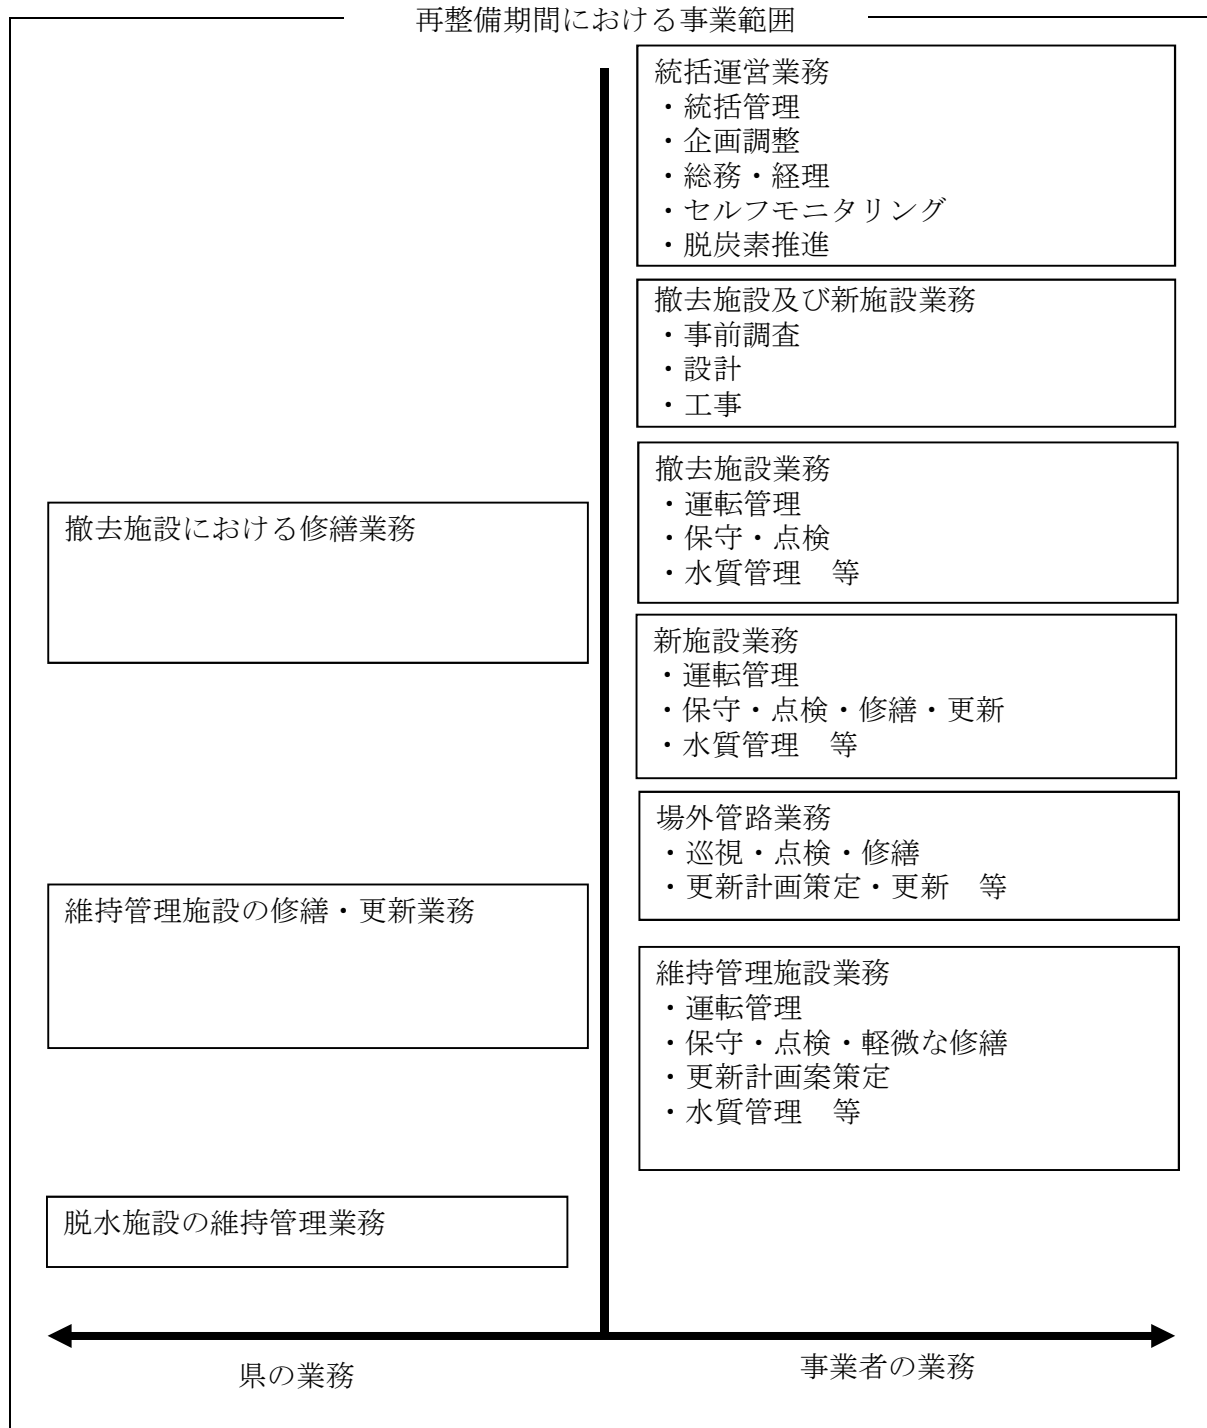 再整備期間における事業範囲
統括運営業務
・統括管理
・企画調整
・総務・経理
・セルフモニタリング
・脱炭素推進
撤去施設及び新施設業務
・事前調査
・設計
・工事
撤去施設業務
・運転管理
・保守・点検
・水質管理　等
撤去施設における修繕業務
新施設業務
・運転管理
・保守・点検・修繕・更新
・水質管理　等
場外管路業務
・巡視・点検・修繕
・更新計画策定・更新　等
維持管理施設の修繕・更新業務
維持管理施設業務
・運転管理
・保守・点検・軽微な修繕
・更新計画案策定
・水質管理　等
脱水施設の維持管理業務
県の業務
事業者の業務